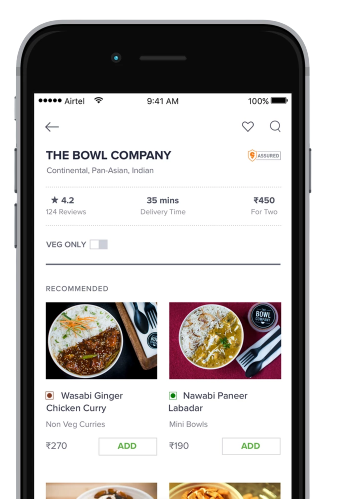 Airtel 9:41 AM 100%
THE BOWL COMPANY
ASSURED
Continental, Pan-Asian, Indian
★ 4.2 35 mins ₹450
124 Reviews Delivery Time For Two
VEG ONLY
RECOMMENDED
BOWL
COMPANY
Wasabi Ginger
Chicken Curry
Nawabi Paneer
Labadar
Non Veg Curries Mini Bowls
₹270 ADD ₹190 ADD